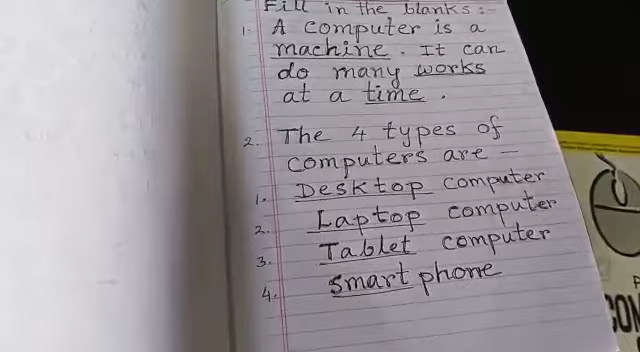 Fill in the blanks:-
1. A computer is a
machine. It can
do many works
at a time.
2. The 4 types of
computers are -
1. Desktop computer
2. Laptop computer
3. Tablet computer
4. smart phone